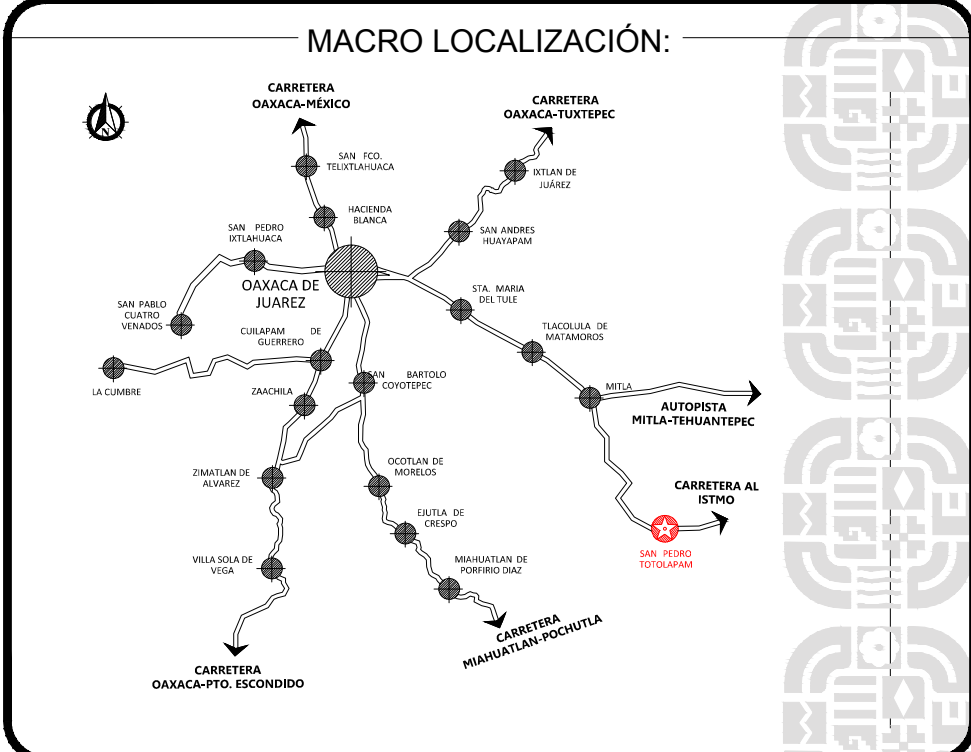 MACRO LOCALIZACIÓN:
CARRETERA
OAXACA-MÉXICO
CARRETERA
OAXACA-TUXTEPEC
N
SAN FCO.
TELIXTLAHUACA
IXTLAN DE
JUÁREZ
HACIENDA
BLANCA
SAN PEDRO
IXTLAHUACA
SAN ANDRES
HUAYAPAM
OAXACA DE
JUAREZ
STA. MARIA
DEL TULE
SAN PABLO
CUATRO
VENADOS
CUILAPAM DE
GUERRERO
TLACOLULA DE
MATAMOROS
LA CUMBRE
ZAACHILA
SAN BARTOLO
COYOTEPEC
MITLA
AUTOPISTA
MITLA-TEHUANTEPEC
ZIMATLAN DE
ALVAREZ
OCOTLAN DE
MORELOS
CARRETERA AL
ISTMO
EJUTLA DE
CRESPO
SAN PEDRO
TOTOLAPAM
VILLA SOLA DE
VEGA
MIAHUATLAN DE
PORFIRIO DIAZ
CARRETERA
MIAHUATLAN-POCHUTLA
CARRETERA
OAXACA-PTO. ESCONDIDO